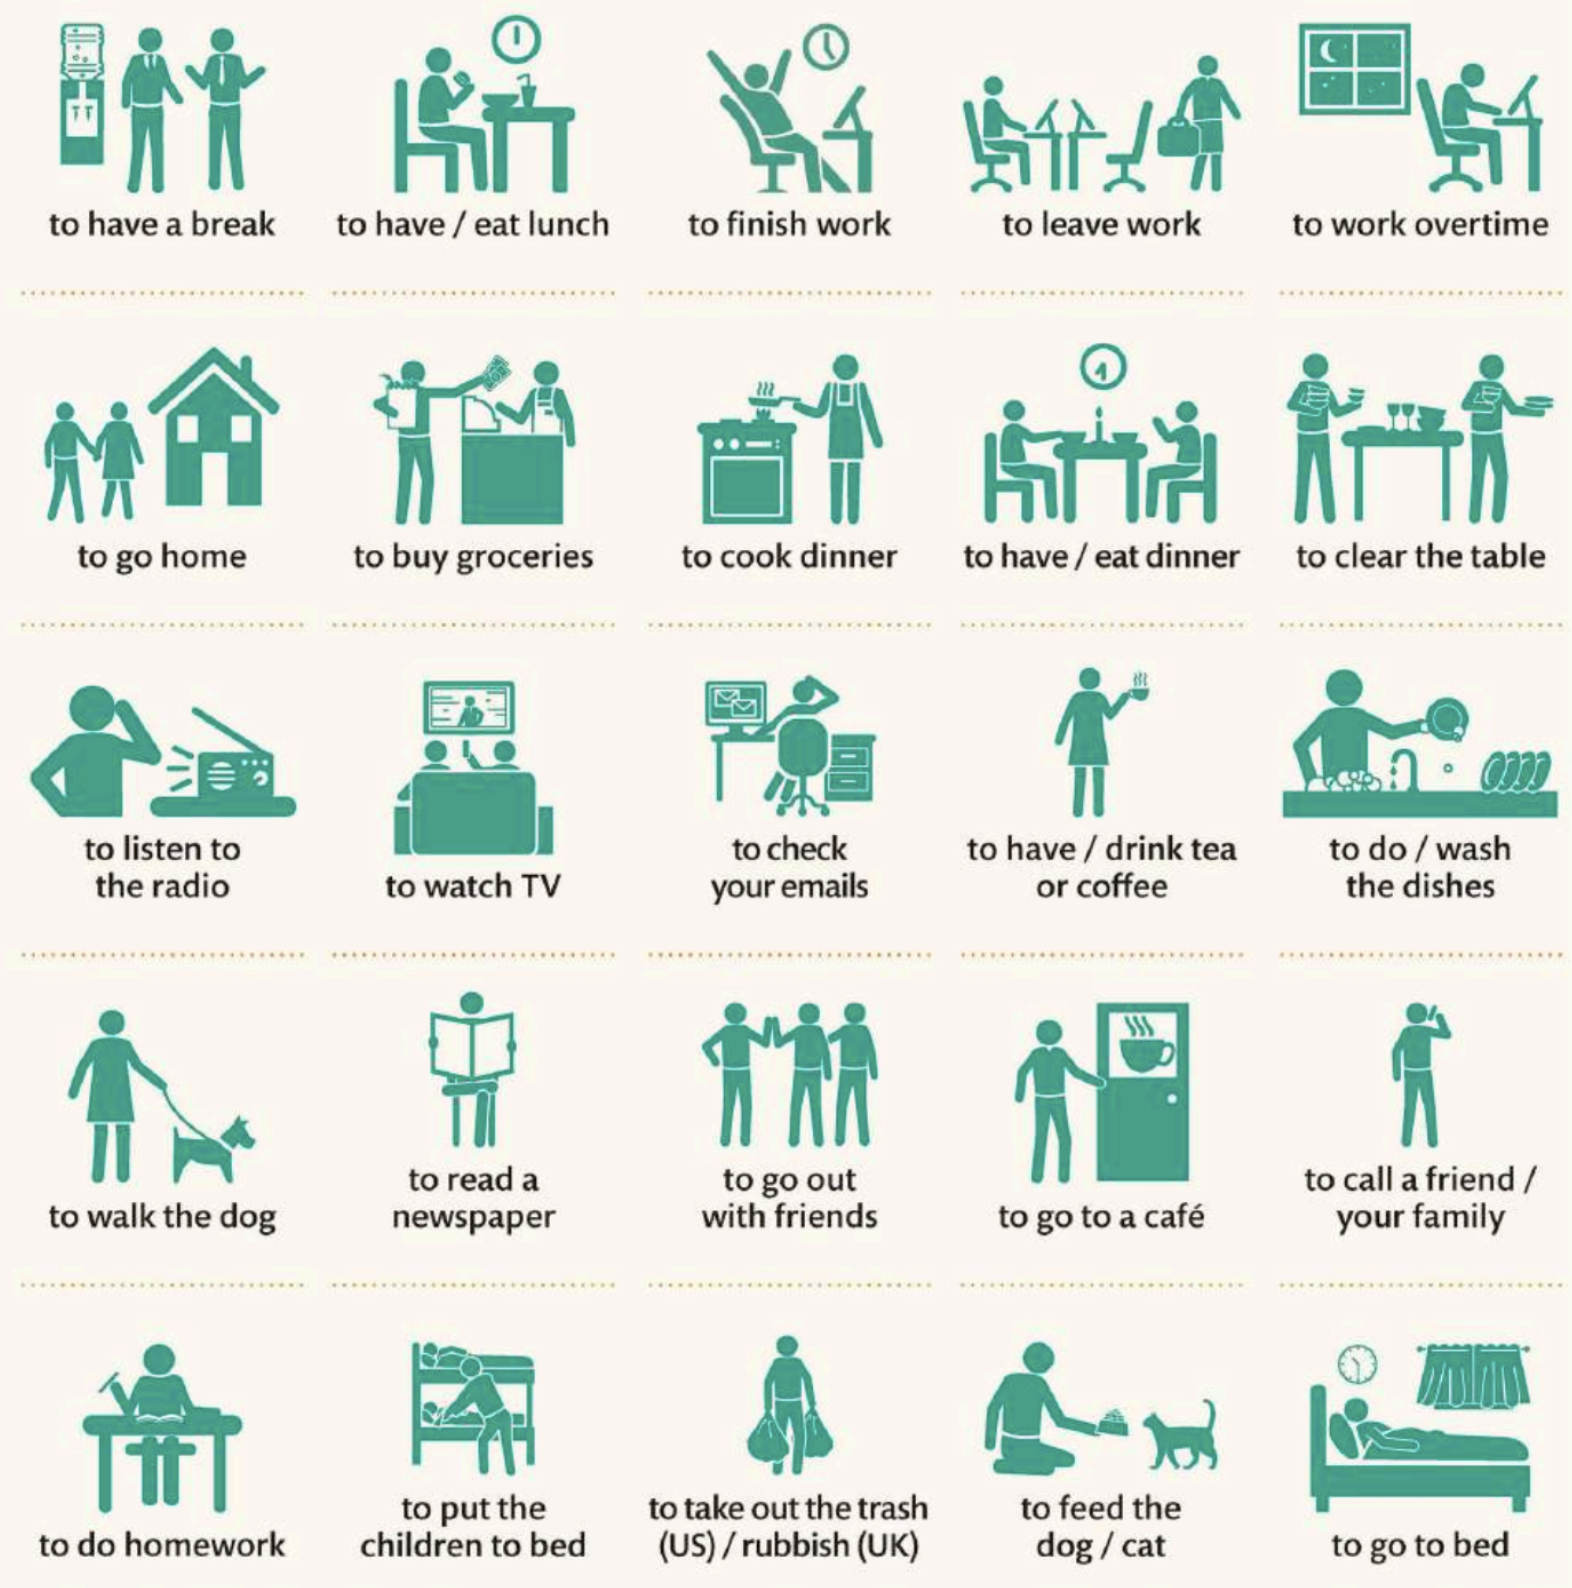 to have a break
to have / eat lunch
to finish work
to leave work
to work overtime
to go home
to buy groceries
to cook dinner
to have / eat dinner
to clear the table
to listen to
the radio
to watch TV
to check
your emails
to have / drink tea
or coffee
to do / wash
the dishes
to walk the dog
to read a
newspaper
to go out
with friends
to go to a café
to call a friend /
your family
to do homework
to put the
children to bed
to take out the trash
(US) / rubbish (UK)
to feed the
dog / cat
to go to bed